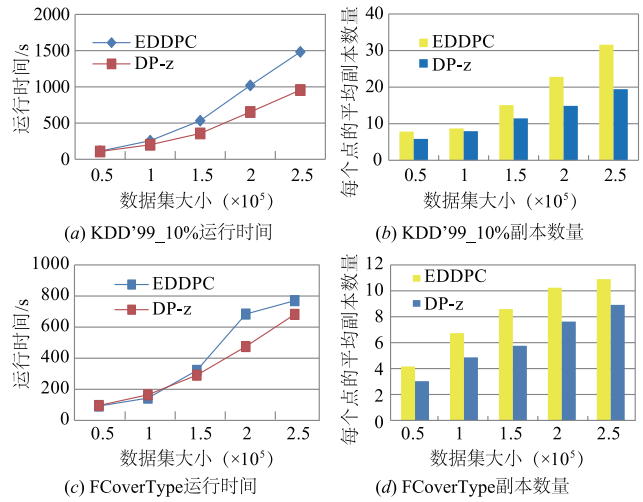 2000
1500
1000
500
0
运行时间/s
EDDPC
DP-z
0.5 1 1.5 2 2.5
数据集大小 (×10⁵)
(a) KDD'99_10%运行时间
40
30
20
10
0
每个点的平均副本数量
EDDPC
DP-z
0.5 1 1.5 2 2.5
数据集大小 (×10⁵)
(b) KDD'99_10%副本数量
1000
800
600
400
200
0
运行时间/s
EDDPC
DP-z
0.5 1 1.5 2 2.5
数据集大小 (×10⁵)
(c) FCoverType运行时间
12
10
8
6
4
2
0
每个点的平均副本数量
EDDPC
DP-z
0.5 1 1.5 2 2.5
数据集大小 (×10⁵)
(d) FCoverType副本数量